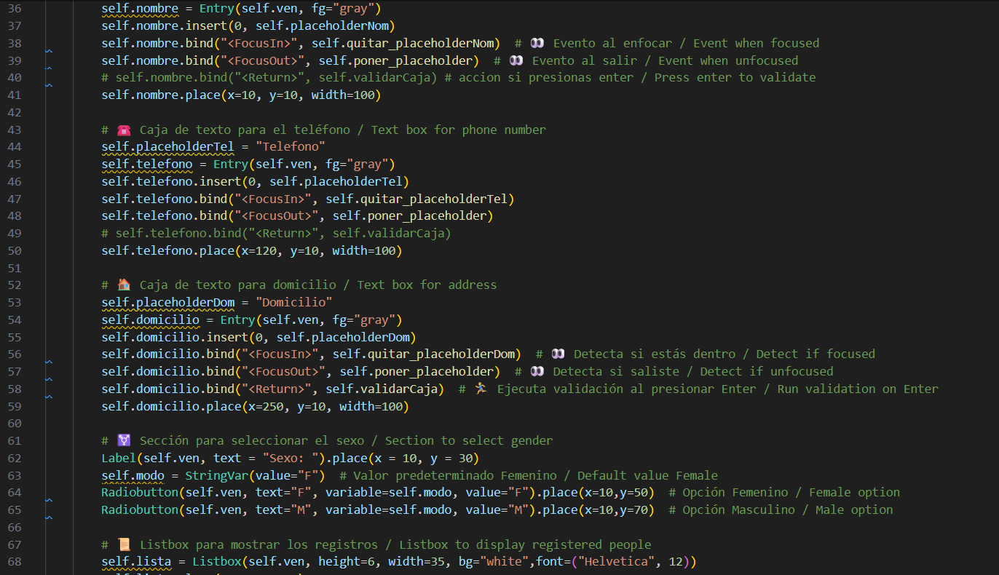 36 self.nombre = Entry(self.ven, fg="gray")
37 self.nombre.insert(0, self.placeholderNom)
38 self.nombre.bind("<FocusIn>", self.quitar_placeholderNom)  # 👀 Evento al enfocar / Event when focused
39 self.nombre.bind("<FocusOut>", self.poner_placeholder)  # 👀 Evento al salir / Event when unfocused
40 # self.nombre.bind("<Return>", self.validarCaja) # accion si presionas enter / Press enter to validate
41 self.nombre.place(x=10, y=10, width=100)
42
43 # ☎️ Caja de texto para el teléfono / Text box for phone number
44 self.placeholderTel = "Telefono"
45 self.telefono = Entry(self.ven, fg="gray")
46 self.telefono.insert(0, self.placeholderTel)
47 self.telefono.bind("<FocusIn>", self.quitar_placeholderTel)
48 self.telefono.bind("<FocusOut>", self.poner_placeholder)
49 # self.telefono.bind("<Return>", self.validarCaja)
50 self.telefono.place(x=120, y=10, width=100)
51
52 # 🏠 Caja de texto para domicilio / Text box for address
53 self.placeholderDom = "Domicilio"
54 self.domicilio = Entry(self.ven, fg="gray")
55 self.domicilio.insert(0, self.placeholderDom)
56 self.domicilio.bind("<FocusIn>", self.quitar_placeholderDom)  # 👀 Detecta si estás dentro / Detect if focused
57 self.domicilio.bind("<FocusOut>", self.poner_placeholder)  # 👀 Detecta si saliste / Detect if unfocused
58 self.domicilio.bind("<Return>", self.validarCaja)  # 🏃 Ejecuta validación al presionar Enter / Run validation on Enter
59 self.domicilio.place(x=250, y=10, width=100)
60
61 # ⚧️ Sección para seleccionar el sexo / Section to select gender
62 Label(self.ven, text = "Sexo: ").place(x = 10, y = 30)
63 self.modo = StringVar(value="F")  # Valor predeterminado Femenino / Default value Female
64 Radiobutton(self.ven, text="F", variable=self.modo, value="F").place(x=10,y=50)  # Opción Femenino / Female option
65 Radiobutton(self.ven, text="M", variable=self.modo, value="M").place(x=10,y=70)  # Opción Masculino / Male option
66
67 # 📜 Listbox para mostrar los registros / Listbox to display registered people
68 self.lista = Listbox(self.ven, height=6, width=35, bg="white",font=("Helvetica", 12))